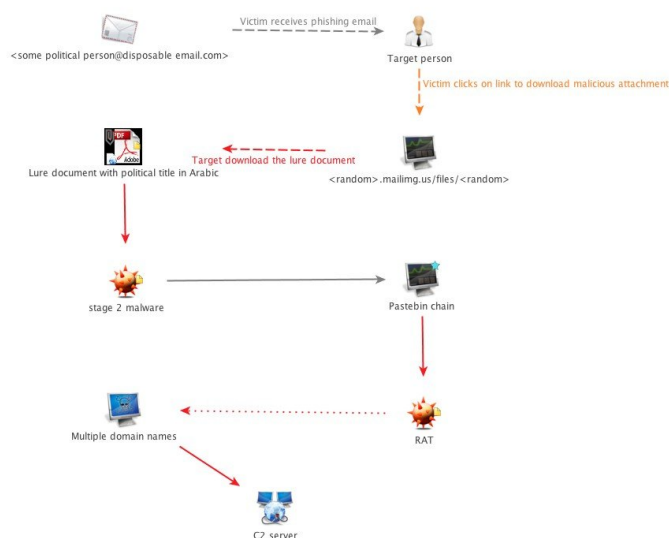 Victim receives phishing email
<some political person@disposable email.com>
Target person
Victim clicks on link to download malicious attachment
PDF
Adobe
Target download the lure document
Lure document with political title in Arabic
<random>.mailimg.us/files/<random>
stage 2 malware
Pastebin chain
Multiple domain names
RAT
C2 server